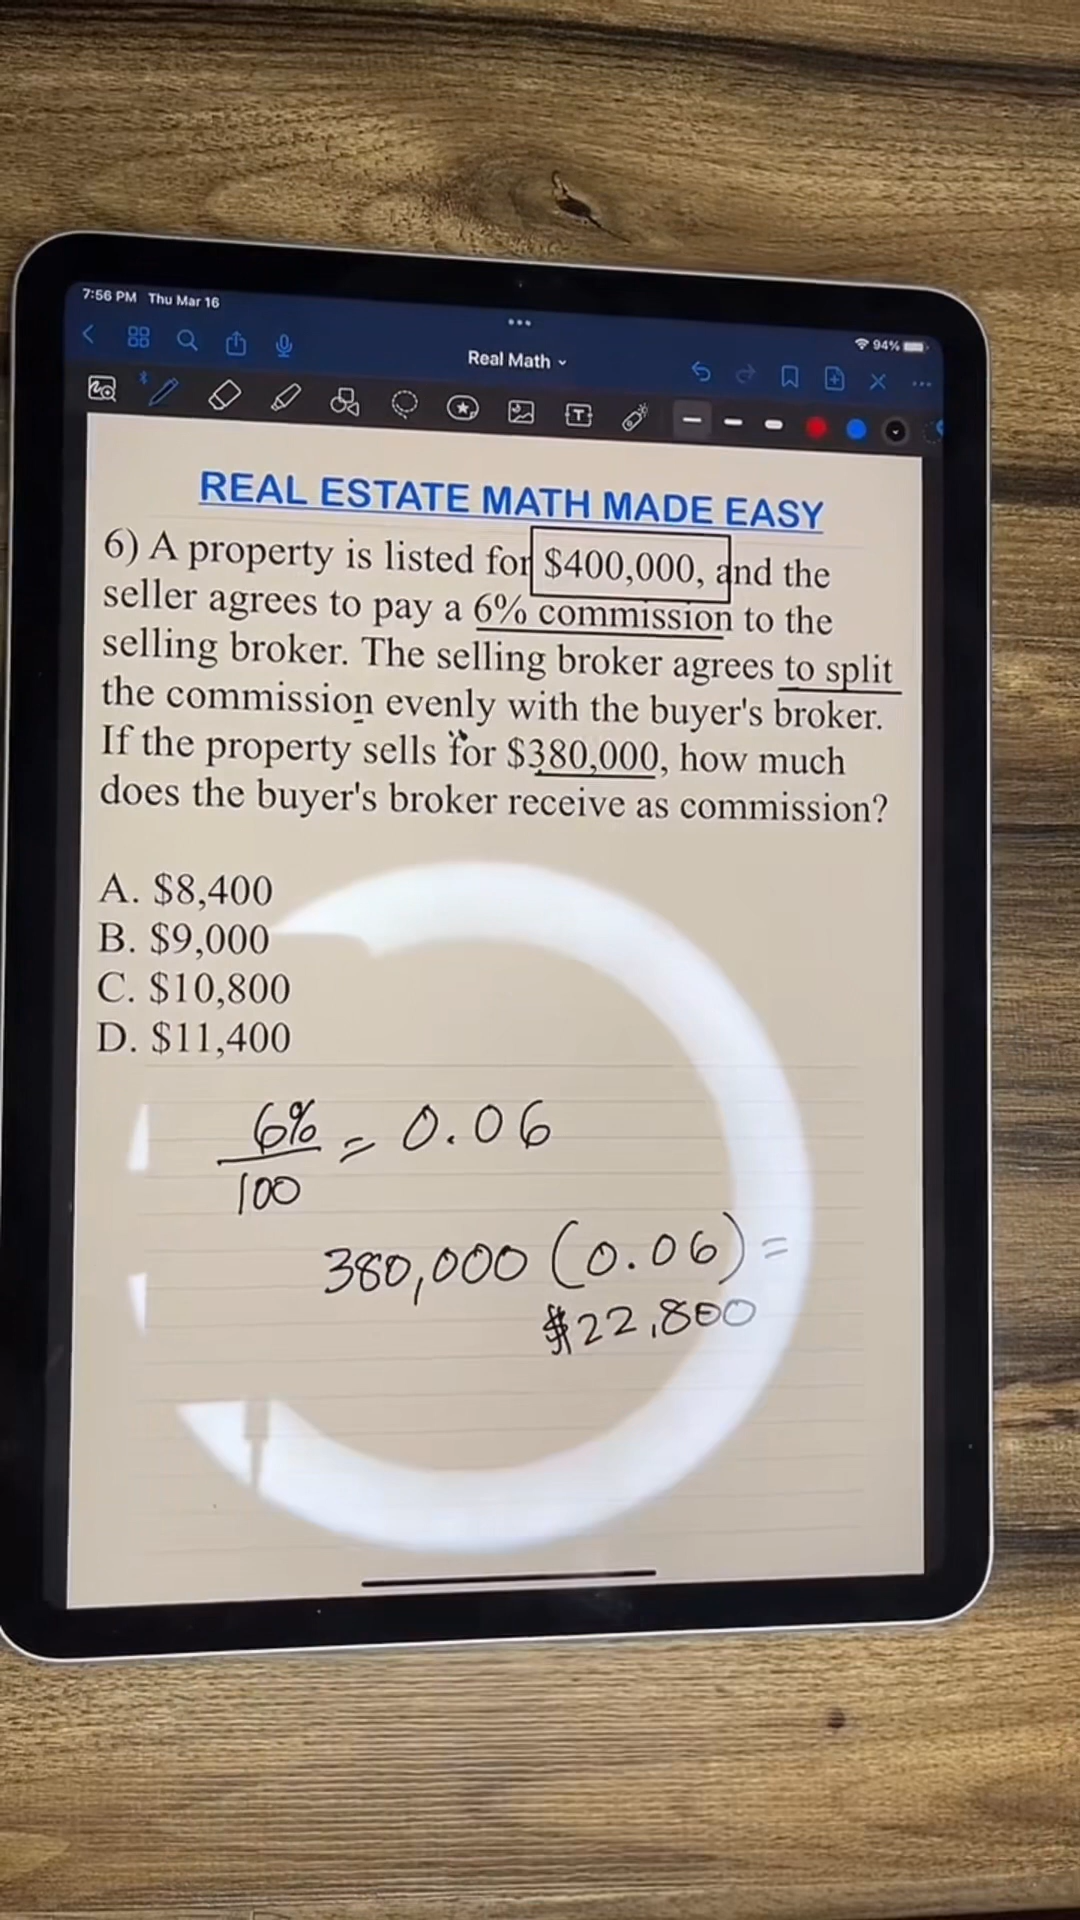 7:56 PM Thu Mar 16
94%
Real Math
REAL ESTATE MATH MADE EASY
6) A property is listed for $400,000, and the
seller agrees to pay a 6% commission to the
selling broker. The selling broker agrees to split
the commission evenly with the buyer's broker.
If the property sells for $380,000, how much
does the buyer's broker receive as commission?
A. $8,400
B. $9,000
C. $10,800
D. $11,400
6%
100
= 0.06
380,000 (0.06) =
$22,800